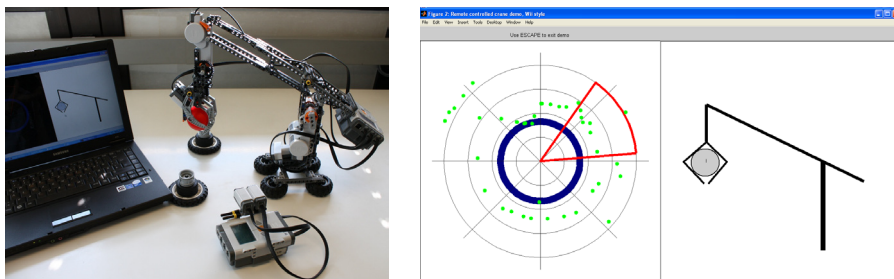 Figure 2: Remote controlled crane demo, WII style
File Edit View Insert Tools Desktop Window Help
Use ESCAPE to exit demo
1